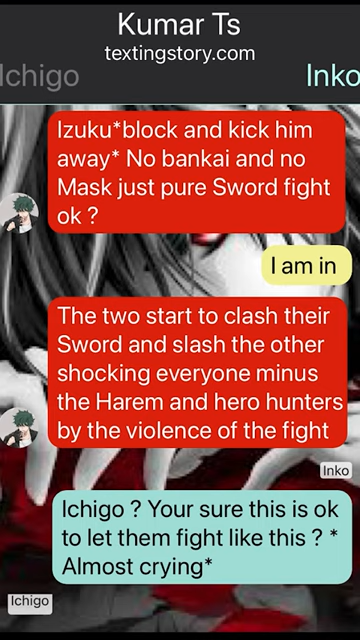 Kumar Ts
textingstory.com
Ichigo
Inko
Izuku*block and kick him
away* No bankai and no
Mask just pure Sword fight
ok ?
I am in
The two start to clash their
Sword and slash the other
shocking everyone minus
the Harem and hero hunters
by the violence of the fight
Inko
Ichigo ? Your sure this is ok
to let them fight like this ? *
Almost crying*
Ichigo